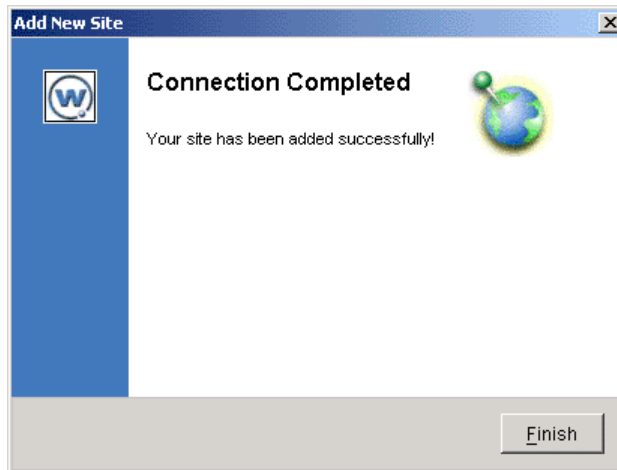 Add New Site
W
Connection Completed
Your site has been added successfully!
Finish